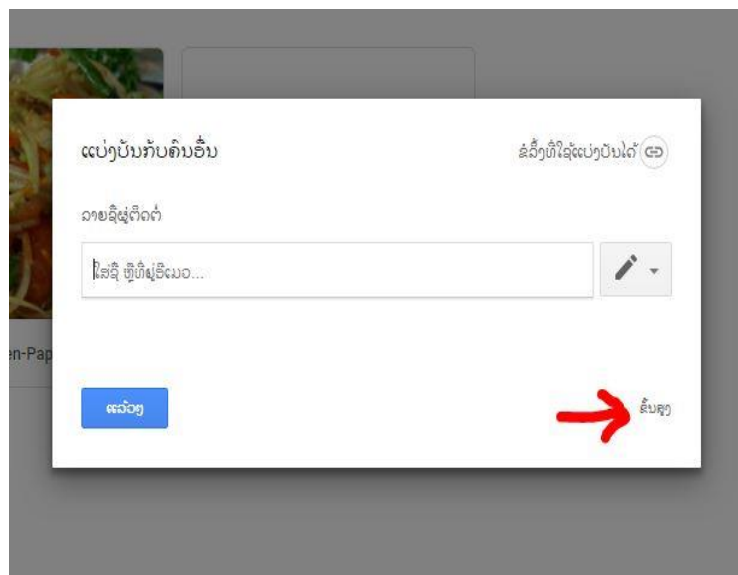 ແບ່ງປັນກັບຄົນອື່ນ
ຂໍລິ້ງທີ່ໃຊ້ແບ່ງປັນໄດ້
ລາຍຊື່ຜູ່ຕິດຕໍ່
ໃສ່ຊື່ ຫຼືທີ່ຢູ່ອີເມວ...
en-Pap
ແລ້ວໆ
ຂັ້ນສູງ